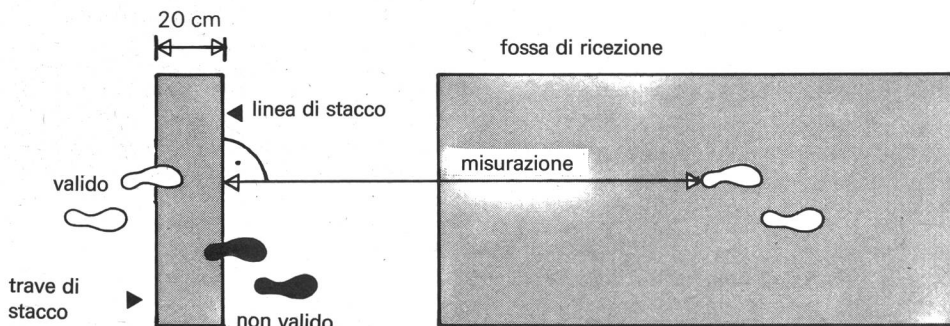 20 cm
fossa di ricezione
linea di stacco
misurazione
valido
trave di
stacco
non valido